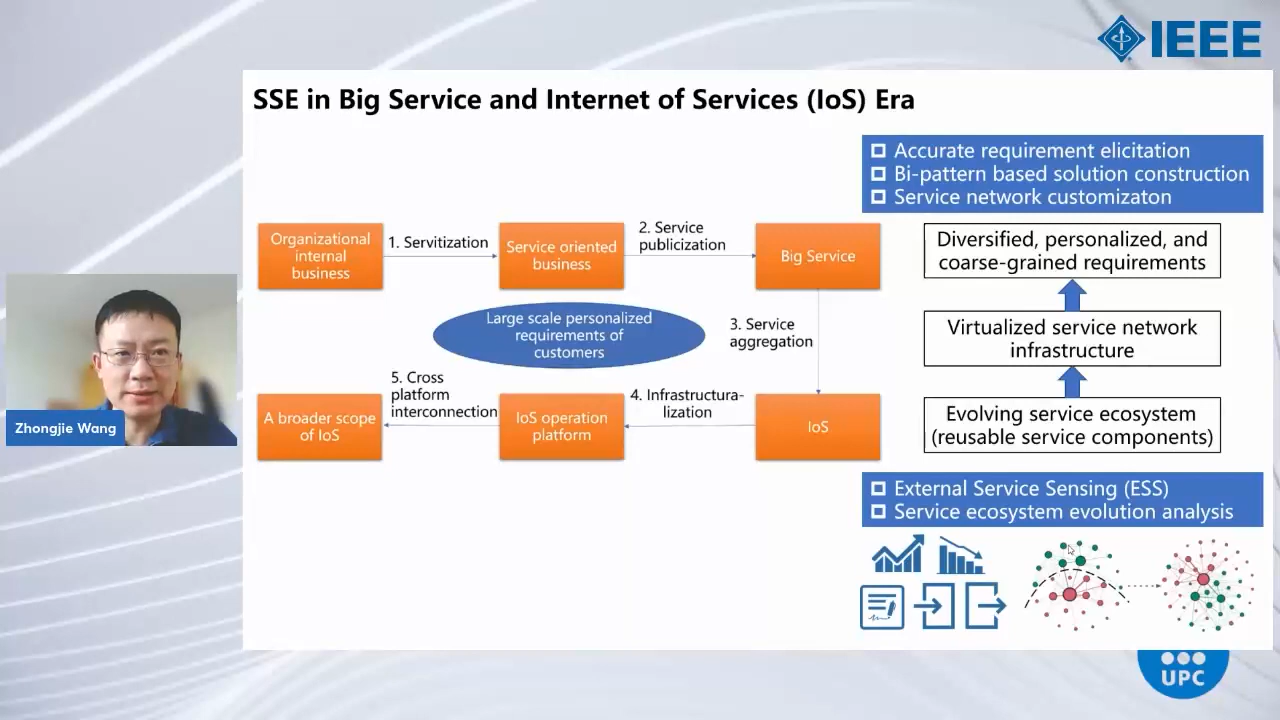 IEEE
SSE in Big Service and Internet of Services (IoS) Era
Accurate requirement elicitation
Bi-pattern based solution construction
Service network customizaton
Organizational
internal
business
1. Servitization
Service oriented
business
2. Service
publicization
Big Service
Large scale personalized
requirements of
customers
3. Service
aggregation
5. Cross
platform
interconnection
4. Infrastructura-
lization
A broader scope
of IoS
IoS operation
platform
IoS
Diversified, personalized, and
coarse-grained requirements
Virtualized service network
infrastructure
Evolving service ecosystem
(reusable service components)
External Service Sensing (ESS)
Service ecosystem evolution analysis
Zhongjie Wang
UPC